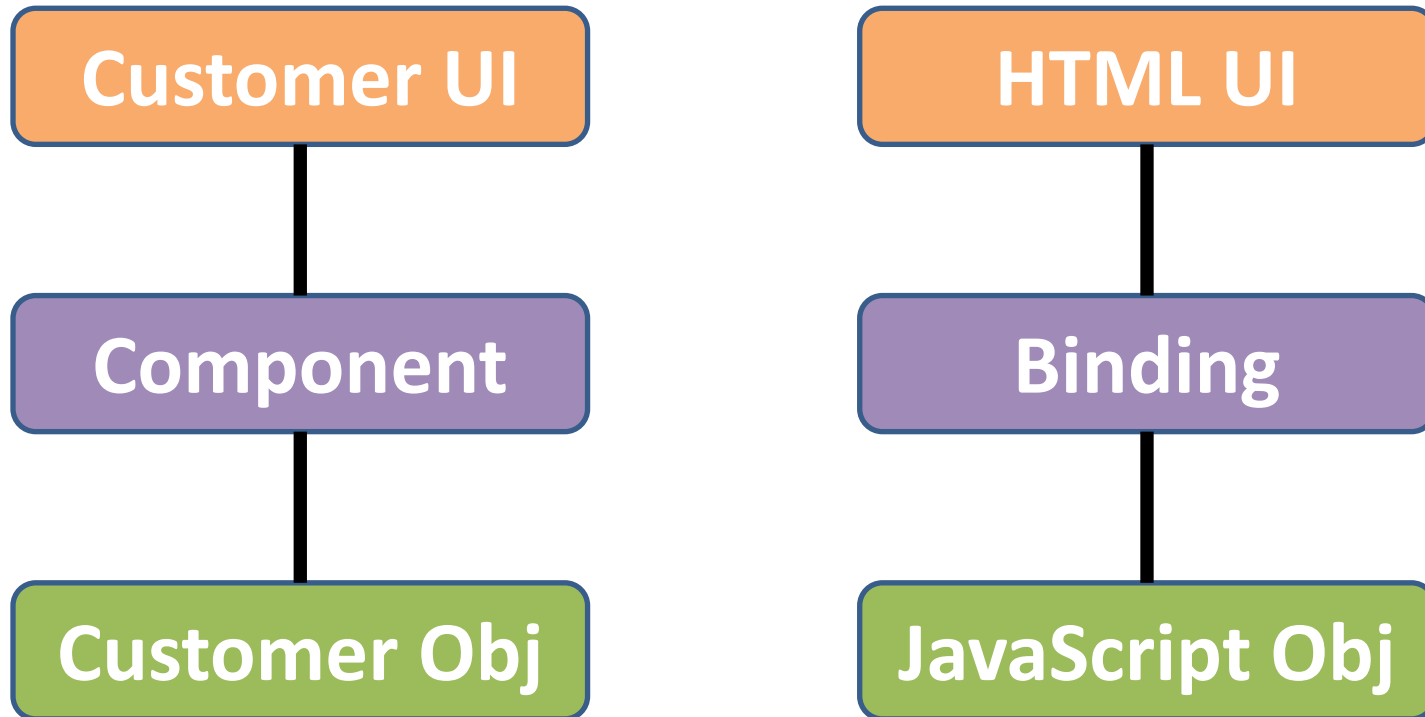 Customer UI
HTML UI
Component
Binding
Customer Obj
JavaScript Obj